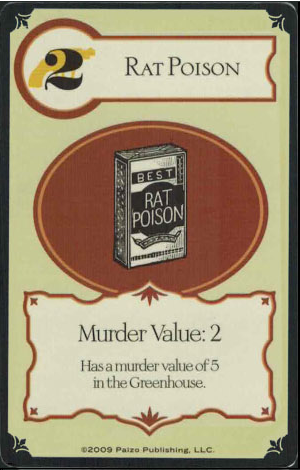 2
RAT POISON
BEST
RAT
POISON
Murder Value: 2
Has a murder value of 5
in the Greenhouse.
©2009 Paizo Publishing, LLC.